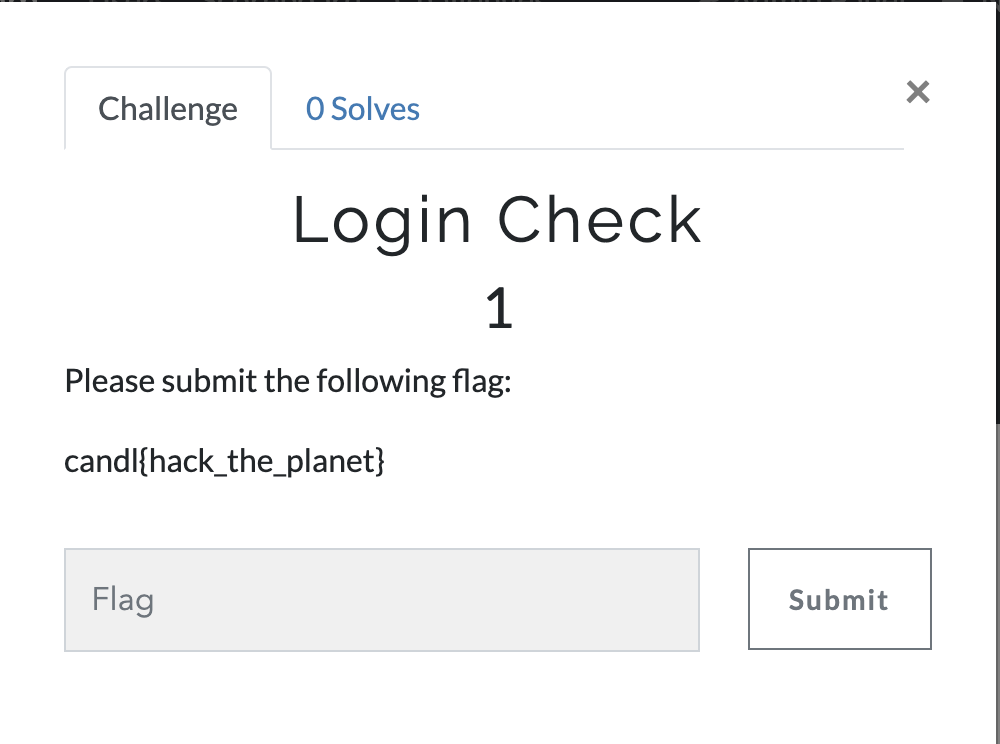 Challenge
0 Solves
×
Login Check
1
Please submit the following flag:
candl{hack_the_planet}
Flag
Submit